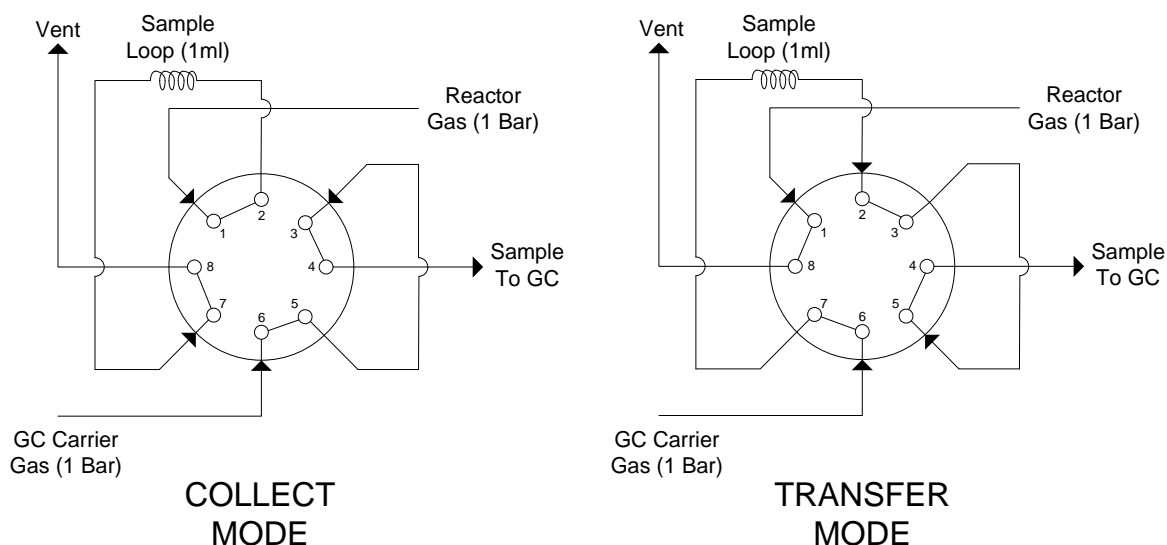 Vent
Sample
Loop (1ml)
Reactor
Gas (1 Bar)
1
2
3
4
5
6
7
8
Sample
To GC
GC Carrier
Gas (1 Bar)
COLLECT
MODE
Vent
Sample
Loop (1ml)
Reactor
Gas (1 Bar)
1
2
3
4
5
6
7
8
Sample
To GC
GC Carrier
Gas (1 Bar)
TRANSFER
MODE